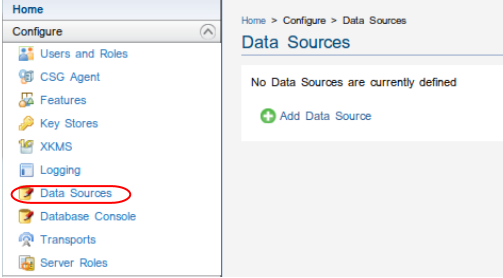 Home
Configure
Users and Roles
CSG Agent
Features
Key Stores
XKMS
Logging
Data Sources
Database Console
Transports
Server Roles
Home > Configure > Data Sources
Data Sources
No Data Sources are currently defined
Add Data Source